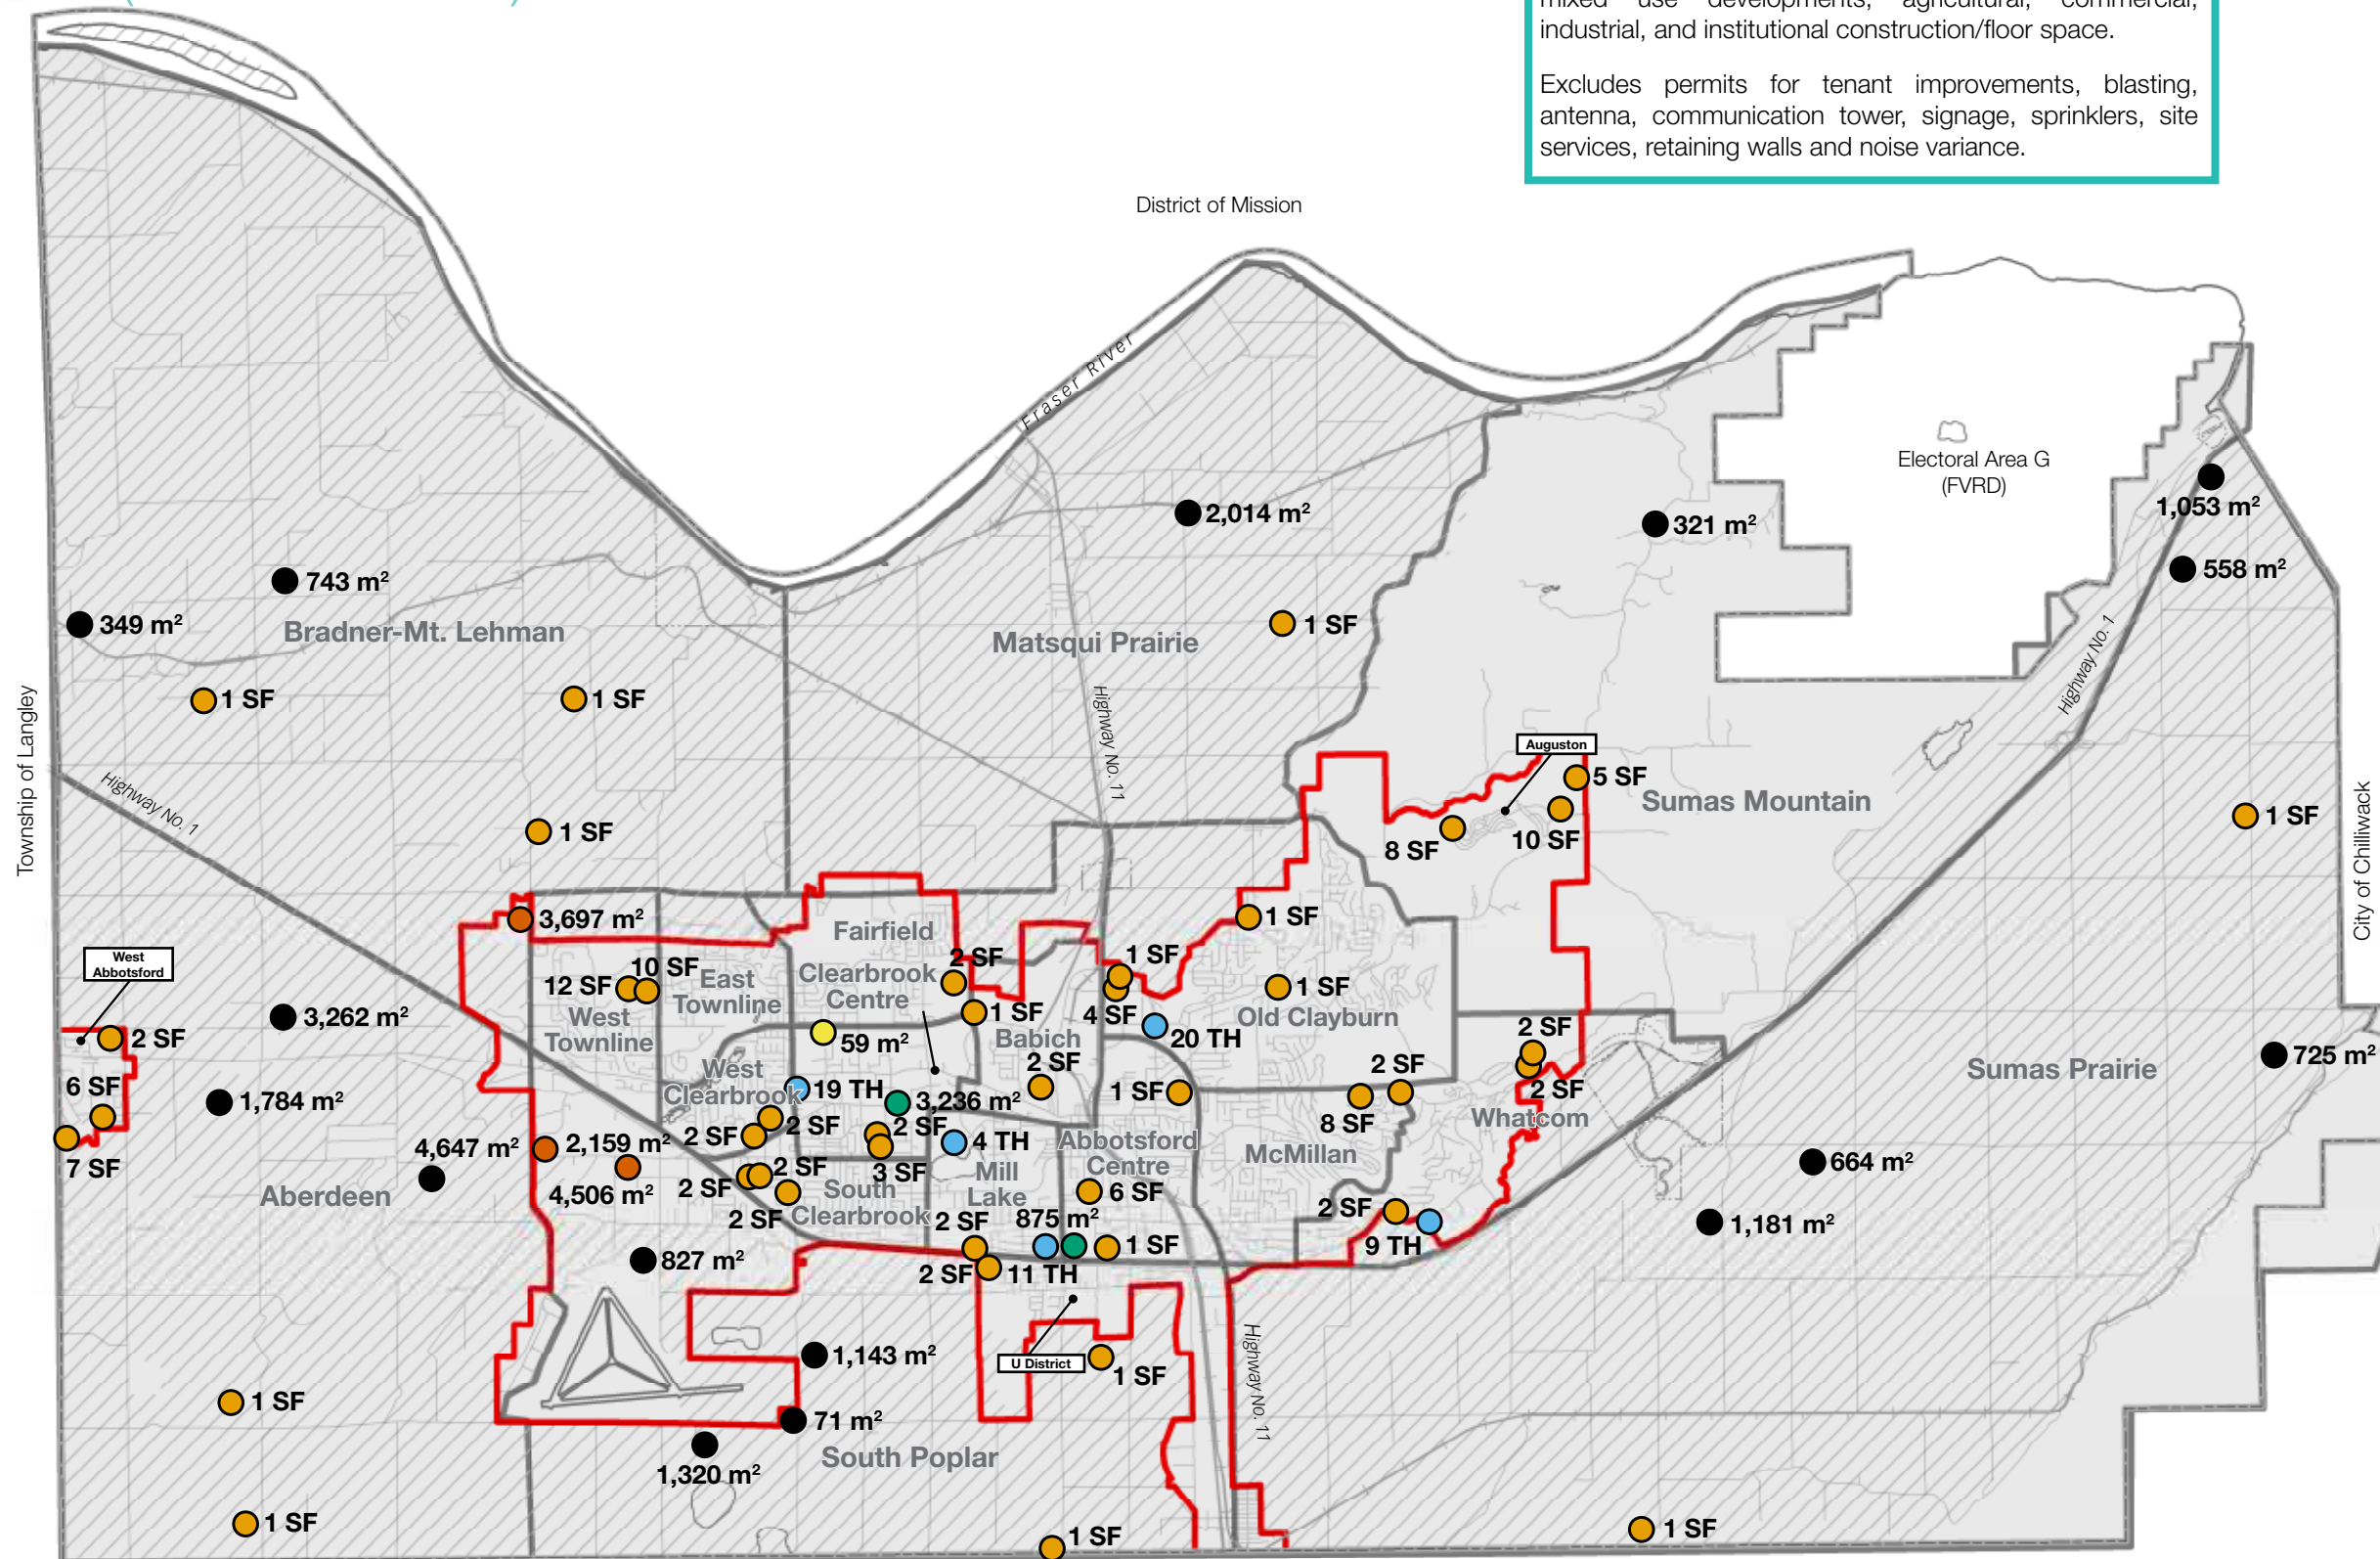 mixed use developments, agricultural, commercial,
industrial, and institutional construction/floor space.
Excludes permits for tenant improvements, blasting,
antenna, communication tower, signage, sprinklers, site
services, retaining walls and noise variance.
District of Mission
Fraser River
Electoral Area G
(FVRD)
1,053 m²
2,014 m²
321 m²
558 m²
743 m²
349 m²
Bradner-Mt. Lehman
1 SF
Matsqui Prairie
Highway No. 1
1 SF
1 SF
Highway No. 11
Township of Langley
Auguston
5 SF
Sumas Mountain
Highway No. 1
10 SF
8 SF
1 SF
City of Chilliwack
1 SF
3,697 m²
Fairfield
1 SF
West
Abbotsford
2 SF
1 SF
10 SF
12 SF
East
Townline
Clearbrook
Centre
1 SF
3,262 m²
West
Townline
1 SF
4 SF
Old Clayburn
2 SF
59 m²
Babich
20 TH
2 SF
725 m²
6 SF
West
Clearbrook
2 SF
2 SF
2 SF
Sumas Prairie
1,784 m²
19 TH
3,236 m²
1 SF
8 SF
Whatcom
7 SF
4,647 m²
2,159 m²
2 SF
2 SF
2 SF
4 TH
Abbotsford
Centre
McMillan
664 m²
3 SF
Mill
Lake
2 SF
Aberdeen
4,506 m²
2 SF
South
Clearbrook
6 SF
2 SF
2 SF
2 SF
875 m²
1 SF
9 TH
1,181 m²
827 m²
2 SF
11 TH
1,143 m²
U District
1 SF
Highway No. 11
1 SF
71 m²
South Poplar
1,320 m²
1 SF
1 SF
1 SF